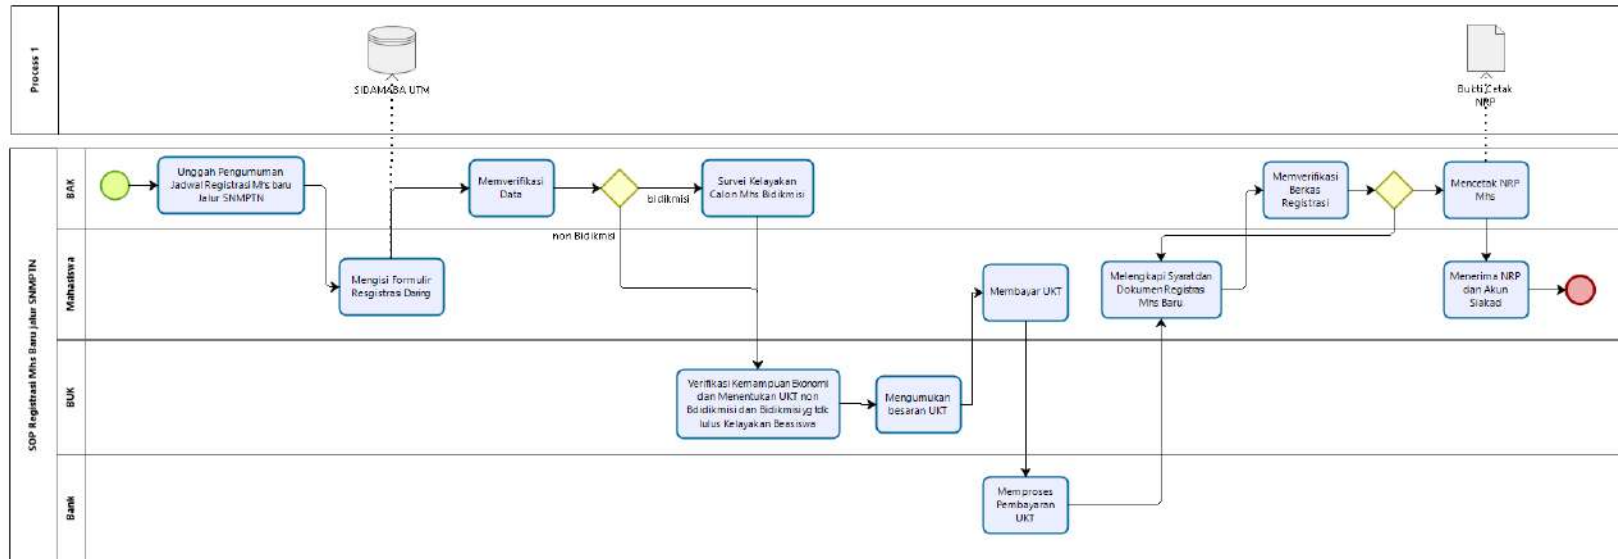 Process 1
SIDAMABA UTM
Bukti Cetak
NRP
SOP Registrasi Mhs Baru jalur SNMPTN
BAK
Unggah Pengumuman
Jadwal Registrasi Mhs baru
Jalur SNMPTN
Memverifikasi
Data
bidikmisi
non Bidikmisi
Survei Kelayakan
Calon Mhs Bidikmisi
Memverifikasi
Berkas
Registrasi
Mencetak NRP
Mhs
Mahasiswa
Mengisi Formulir
Resgistrasi Daring
Membayar UKT
Melengkapi Syarat dan
Dokumen Registrasi
Mhs Baru
Menerima NRP
dan Akun
Siakad
BUK
Verifikasi Kemampuan Ekonomi
dan Menentukan UKT non
Bdidikmisi dan Bidikmisi yg tdk
lulus Kelayakan Beasiswa
Mengumukan
besaran UKT
Bank
Memproses
Pembayaran
UKT